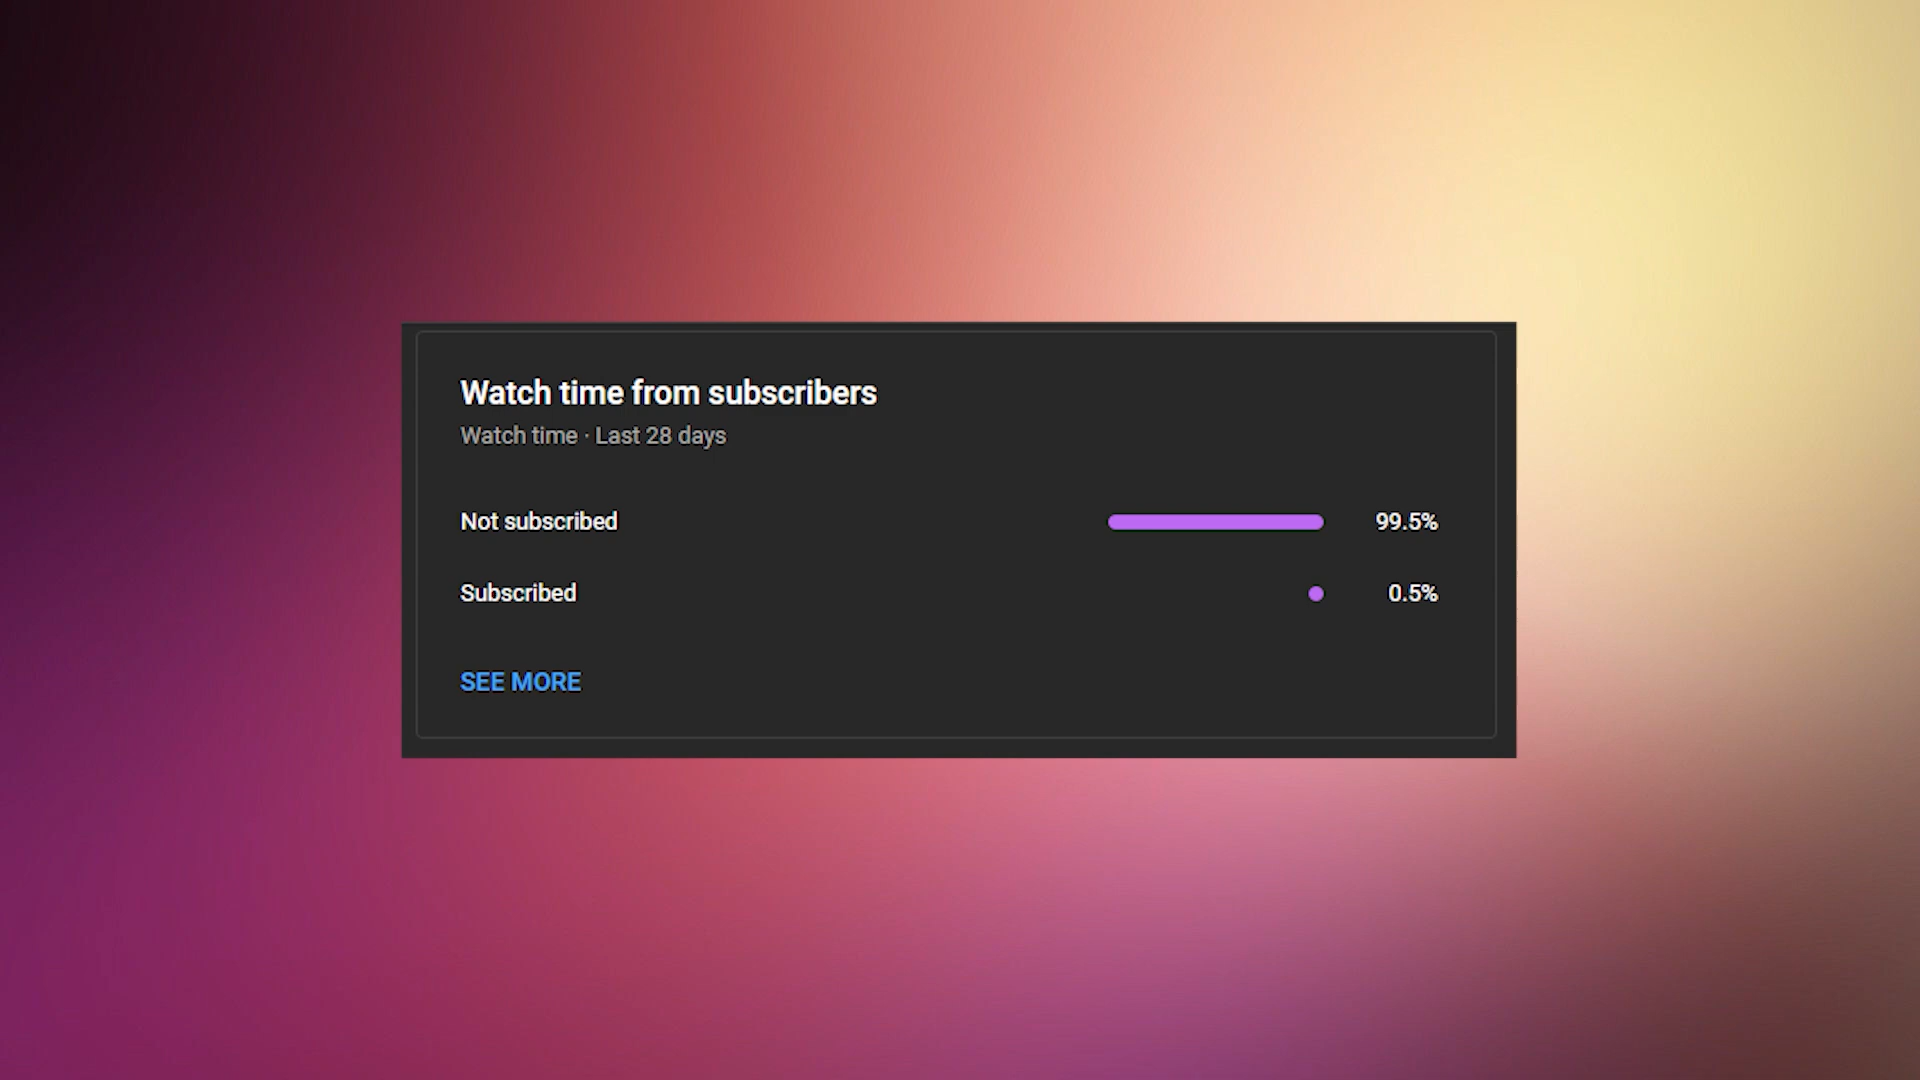 Watch time from subscribers
Watch time · Last 28 days
Not subscribed 99.5%
Subscribed 0.5%
SEE MORE